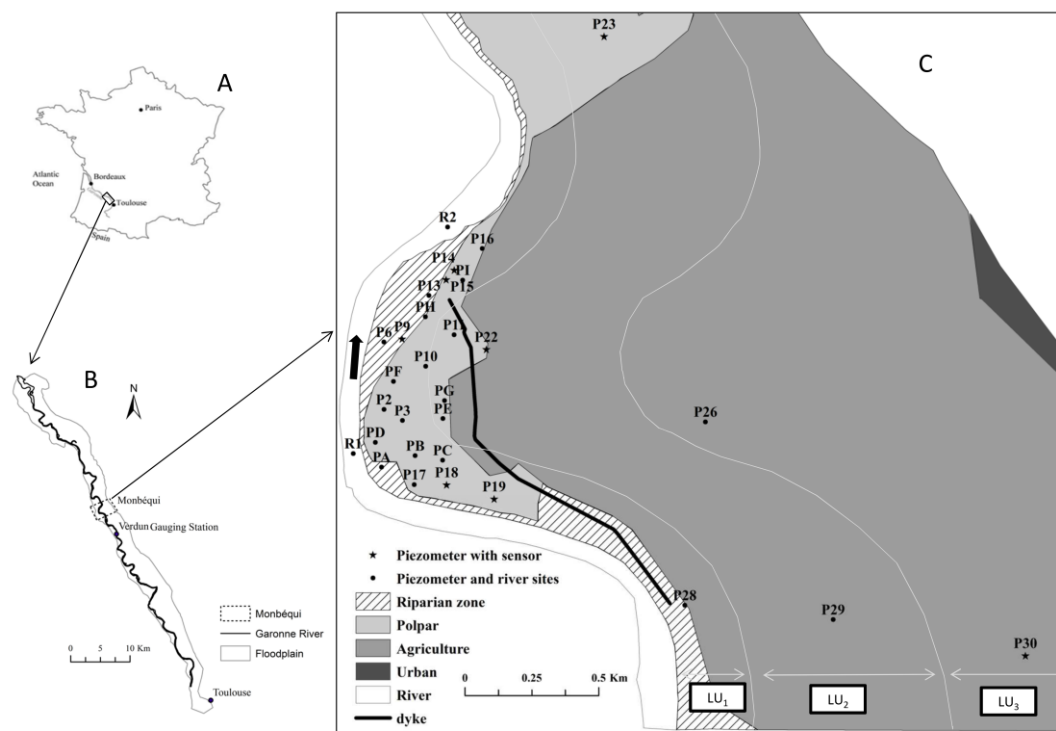 A
Paris
Atlantic
Ocean
Bordeaux
Toulouse
Spain
B
N
Monbéqui
Verdun Gauging Station
Monbéqui
Garonne River
Floodplain
0 5 10 Km
Toulouse
C
P23
R2
P16
P14
PI
P13
P15
PH
P9
P6
P22
P10
PF
PG
P2
P3
PE
PD
R1
PB
PC
PA
P17
P18
P19
P26
P28
P29
P30
Piezometer with sensor
Piezometer and river sites
Riparian zone
Polpar
Agriculture
Urban
River
dyke
0 0.5 Km
LU1
LU2
LU3